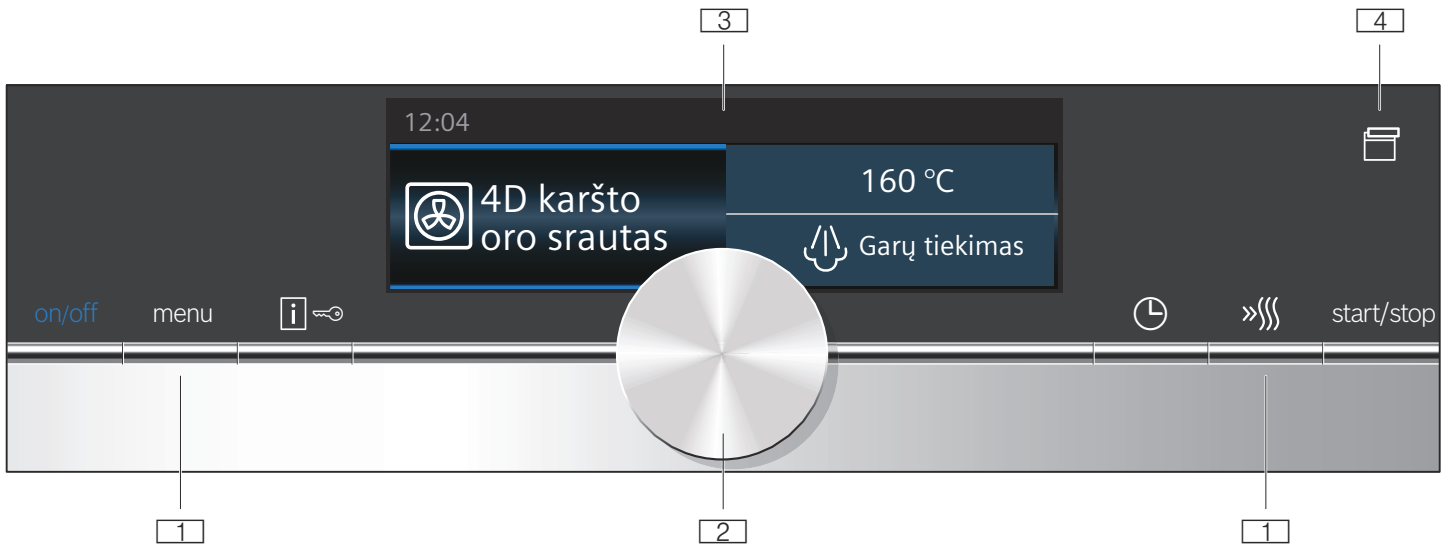 3
4
12:04
4D karšto
oro srautas
160 °C
Garų tiekimas
on/off
menu
i
start/stop
1
2
1